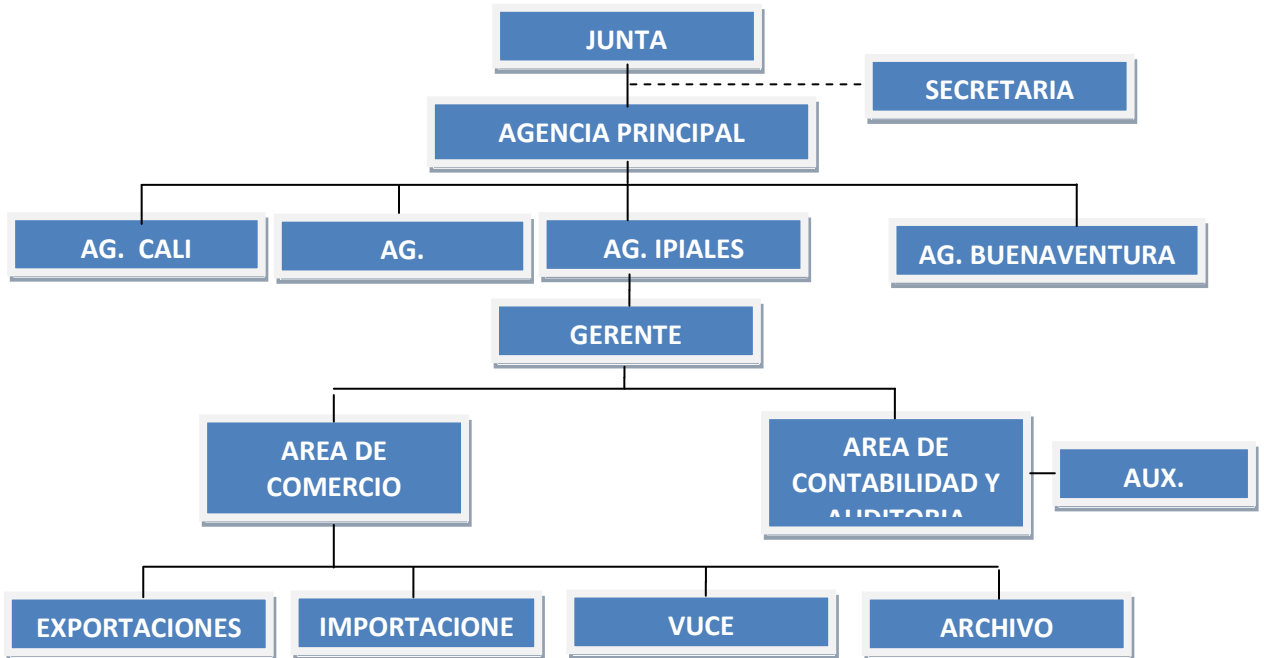 JUNTA
SECRETARIA
AGENCIA PRINCIPAL
AG. CALI
AG.
AG. IPIALES
AG. BUENAVENTURA
GERENTE
AREA DE
COMERCIO
AREA DE
CONTABILIDAD Y
AUDITORIA
AUX.
EXPORTACIONES
IMPORTACIONE
VUCE
ARCHIVO